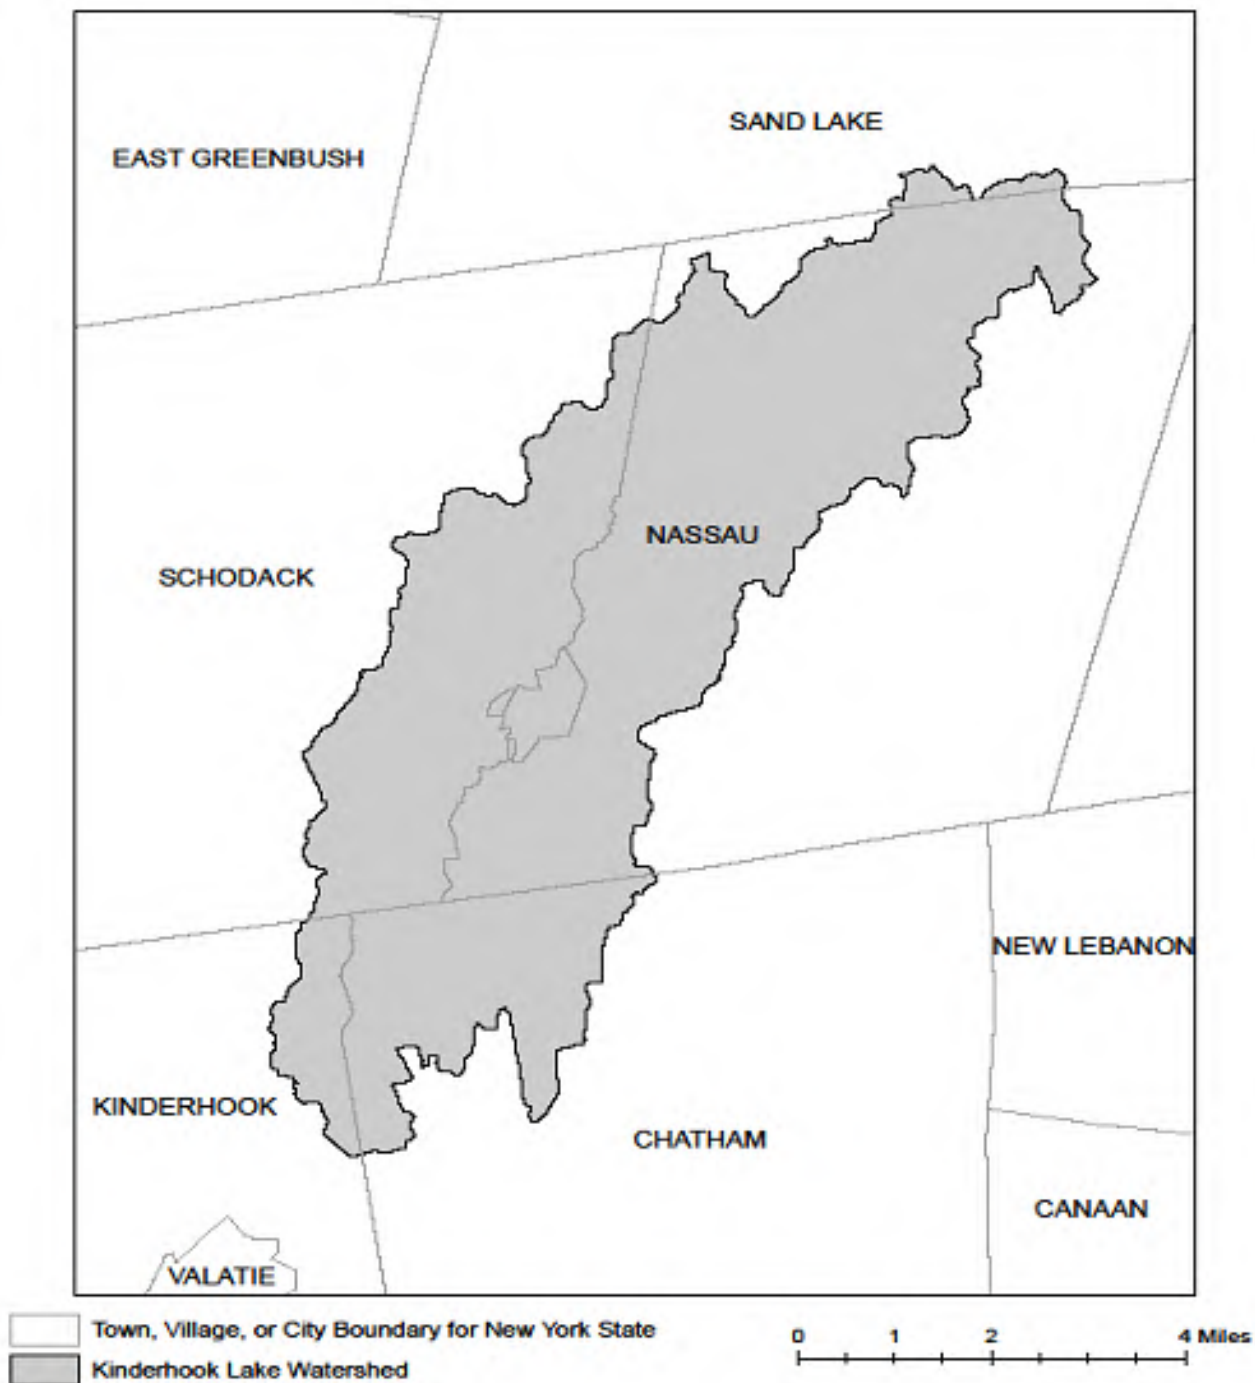 SAND LAKE
EAST GREENBUSH
NASSAU
SCHODACK
NEW LEBANON
KINDERHOOK
CHATHAM
CANAAN
VALATIE
Town, Village, or City Boundary for New York State
Kinderhook Lake Watershed
0 1 2 4 Miles